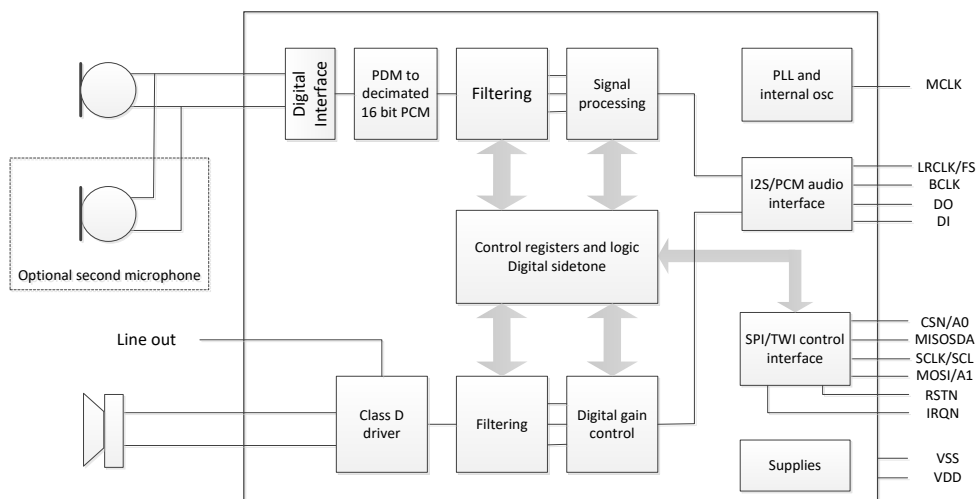 Digital
Interface
PDM to
decimated
16 bit PCM
Filtering
Signal
processing
PLL and
internal osc
MCLK
I2S/PCM audio
interface
LRCLK/FS
BCLK
DO
DI
Optional second microphone
Control registers and logic
Digital sidetone
SPI/TWI control
interface
CSN/A0
MISOSDA
SCLK/SCL
MOSI/A1
RSTN
IRQN
Line out
Class D
driver
Filtering
Digital gain
control
Supplies
VSS
VDD